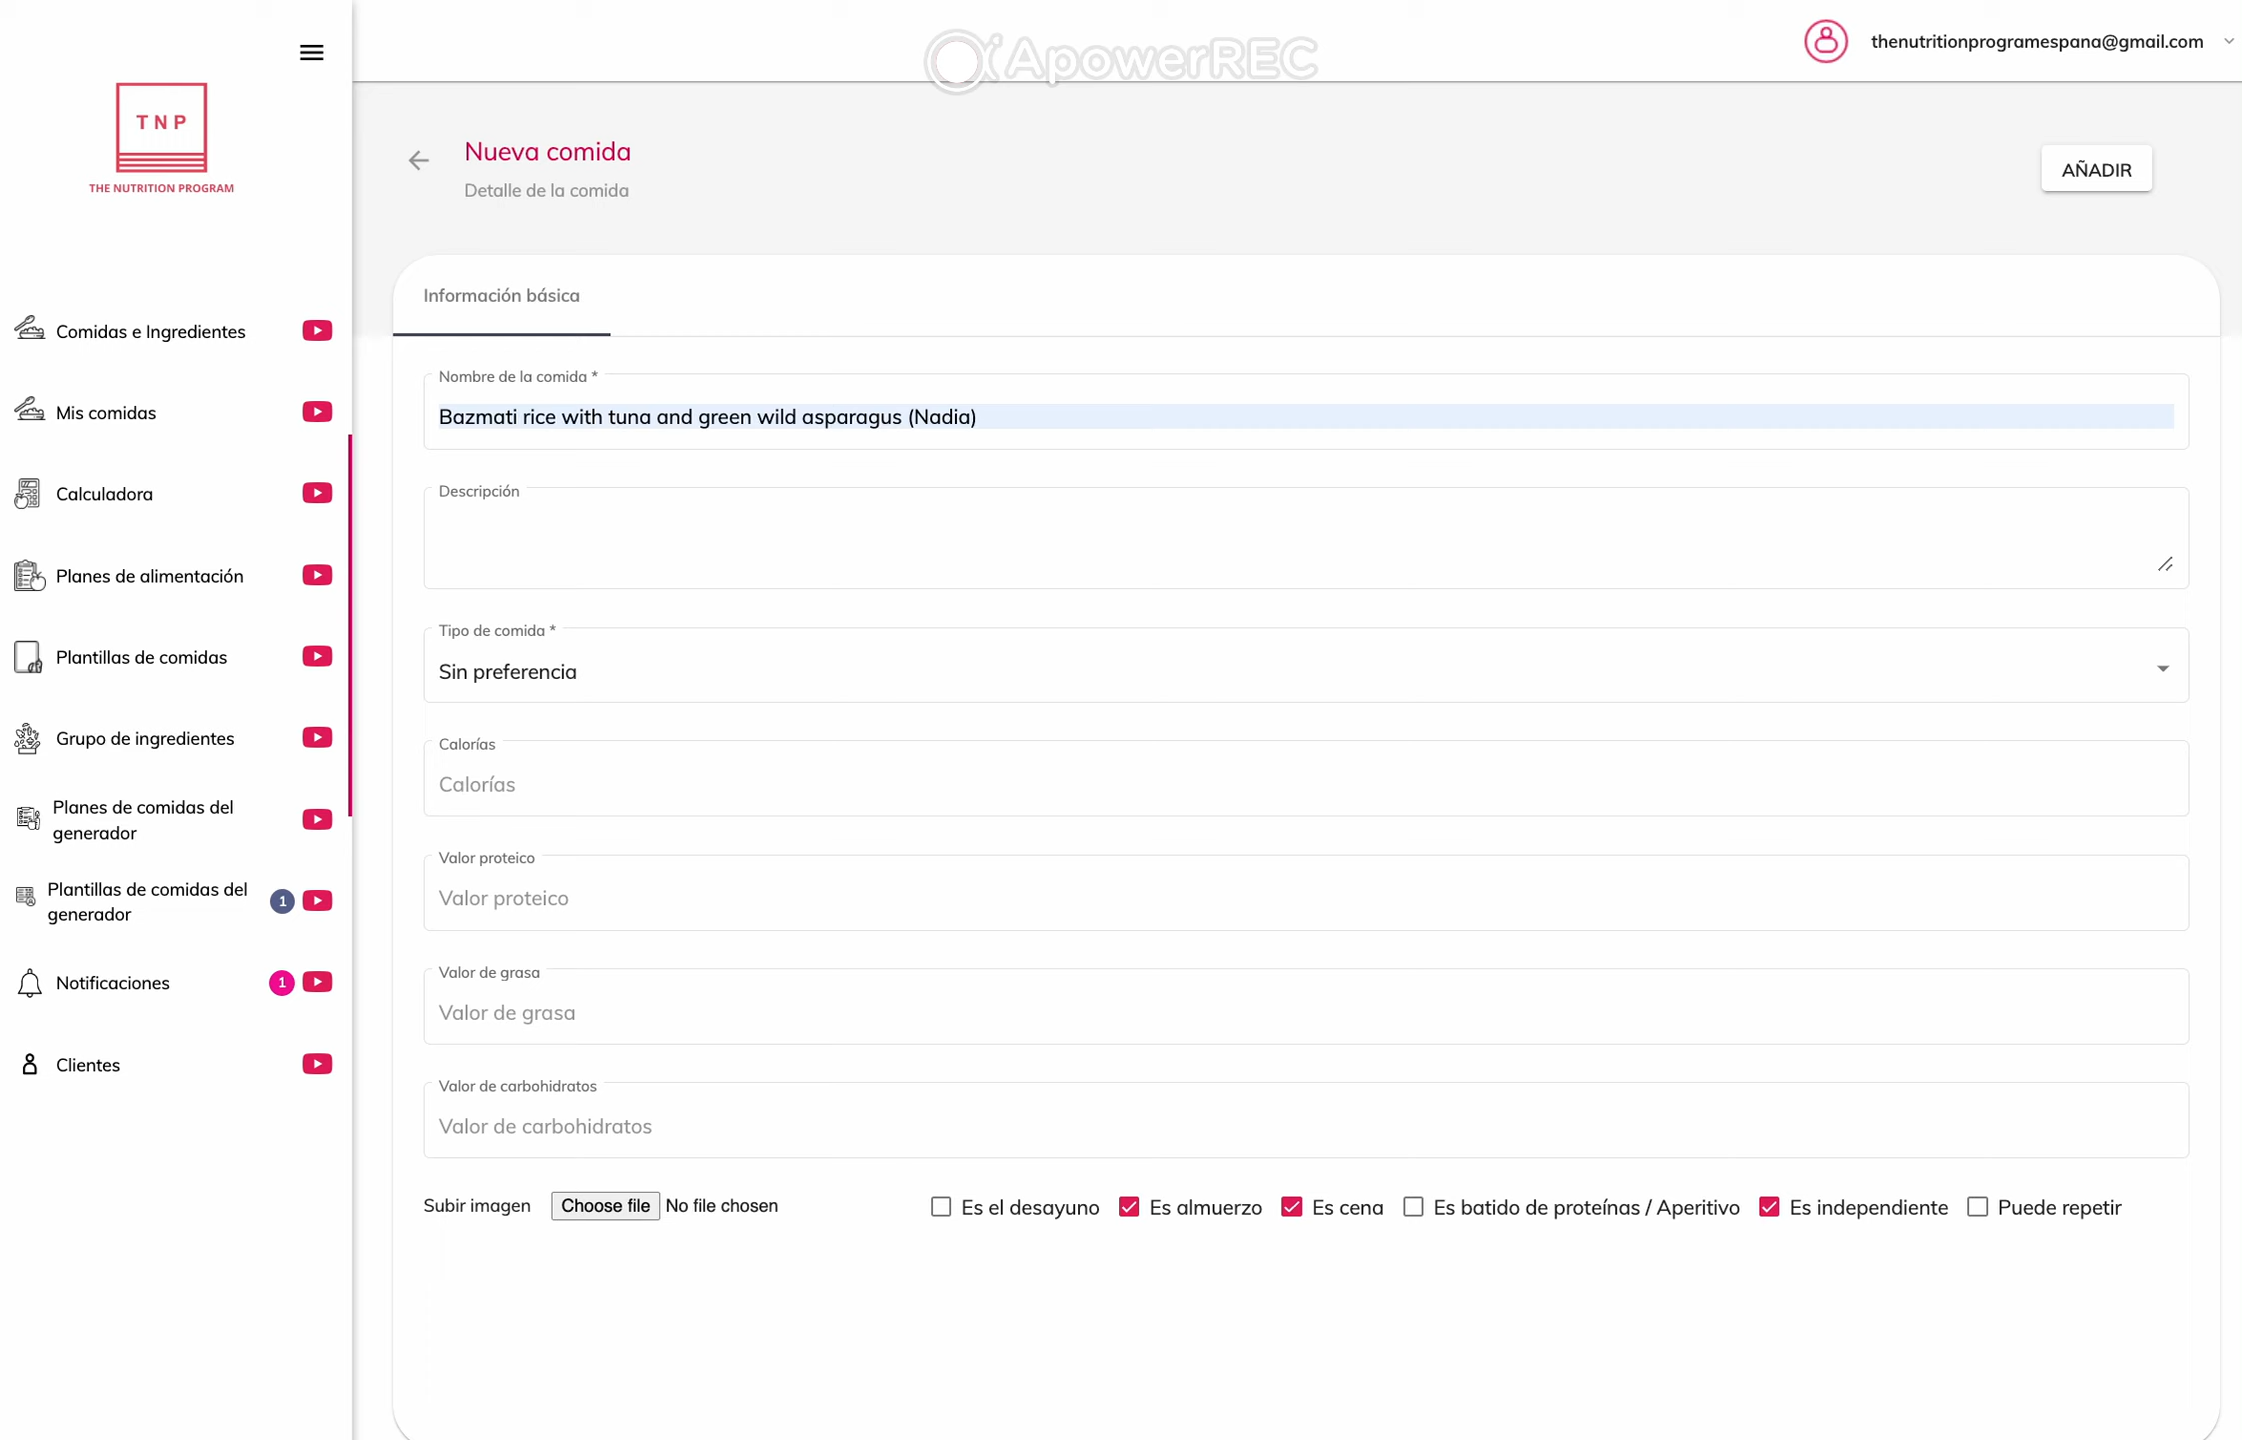 ApowerREC
thenutritionprogramespana@gmail.com
TNP
THE NUTRITION PROGRAM
Nueva comida
Detalle de la comida
AÑADIR
Comidas e Ingredientes
Mis comidas
Calculadora
Planes de alimentación
Plantillas de comidas
Grupo de ingredientes
Planes de comidas del
generador
Plantillas de comidas del
generador
1
Notificaciones
1
Clientes
Información básica
Nombre de la comida *
Bazmati rice with tuna and green wild asparagus (Nadia)
Descripción
Tipo de comida *
Sin preferencia
Calorías
Calorías
Valor proteico
Valor proteico
Valor de grasa
Valor de grasa
Valor de carbohidratos
Valor de carbohidratos
Subir imagen Choose file No file chosen Es el desayuno Es almuerzo Es cena Es batido de proteínas / Aperitivo Es independiente Puede repetir